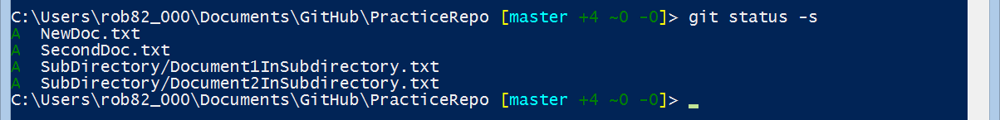 C:\Users\rob82_000\Documents\GitHub\PracticeRepo [master +4 ~0 -0]> git status -s
A  NewDoc.txt
A  SecondDoc.txt
A  SubDirectory/Document1InSubdirectory.txt
A  SubDirectory/Document2InSubdirectory.txt
C:\Users\rob82_000\Documents\GitHub\PracticeRepo [master +4 ~0 -0]> _